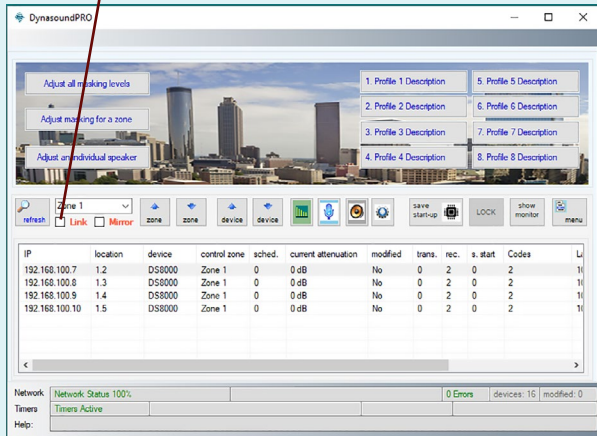 DynasoundPRO
Adjust all masking levels
Adjust masking for a zone
Adjust an individual speaker
1. Profile 1 Description
5. Profile 5 Description
2. Profile 2 Description
6. Profile 6 Description
3. Profile 3 Description
7. Profile 7 Description
4. Profile 4 Description
8. Profile 8 Description
refresh
Zone 1
Link Mirror
zone zone device device
save start-up
LOCK
show monitor
menu
IP location device control zone sched. current attenuation modified trans. rec. s. start Codes
192.168.100.7 1.2 DS8000 Zone 1 0 0 dB No 0 2 0 2
192.168.100.8 1.3 DS8000 Zone 1 0 0 dB No 0 2 0 2
192.168.100.9 1.4 DS8000 Zone 1 0 0 dB No 0 2 0 2
192.168.100.10 1.5 DS8000 Zone 1 0 0 dB No 0 2 0 2
Network Network Status 100% 0 Errors devices: 16 modified: 0
Timers Timers Active
Help: